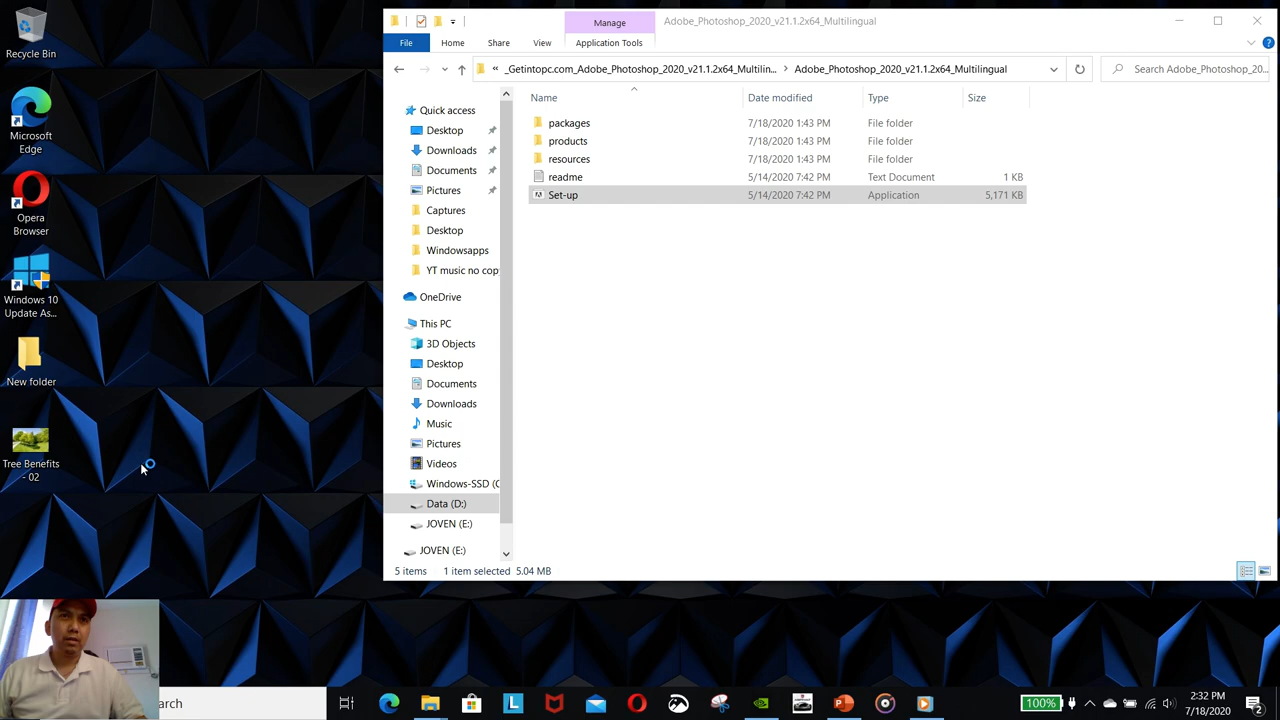 Recycle Bin
Microsoft
Edge
Opera
Browser
Windows 10
Update As...
New folder
Tree Benefits
- 02
Manage
Adobe_Photoshop_2020_v21.1.2x64_Multilingual
File
Home
Share
View
Application Tools
« _Getintopc.com_Adobe_Photoshop_2020_v21.1.2x64_Multilin... > Adobe_Photoshop_2020_v21.1.2x64_Multilingual
Search Adobe_Photoshop_20...
Name
Date modified
Type
Size
packages 7/18/2020 1:43 PM File folder
products 7/18/2020 1:43 PM File folder
resources 7/18/2020 1:43 PM File folder
readme 5/14/2020 7:42 PM Text Document 1 KB
Set-up 5/14/2020 7:42 PM Application 5,171 KB
Quick access
Desktop
Downloads
Documents
Pictures
Captures
Desktop
Windowsapps
YT music no cop
OneDrive
This PC
3D Objects
Desktop
Documents
Downloads
Music
Pictures
Videos
Windows-SSD (C
Data (D:)
JOVEN (E:)
JOVEN (E:)
5 items
1 item selected 5.04 MB
arch
100%
2:32 PM
7/18/2020
2